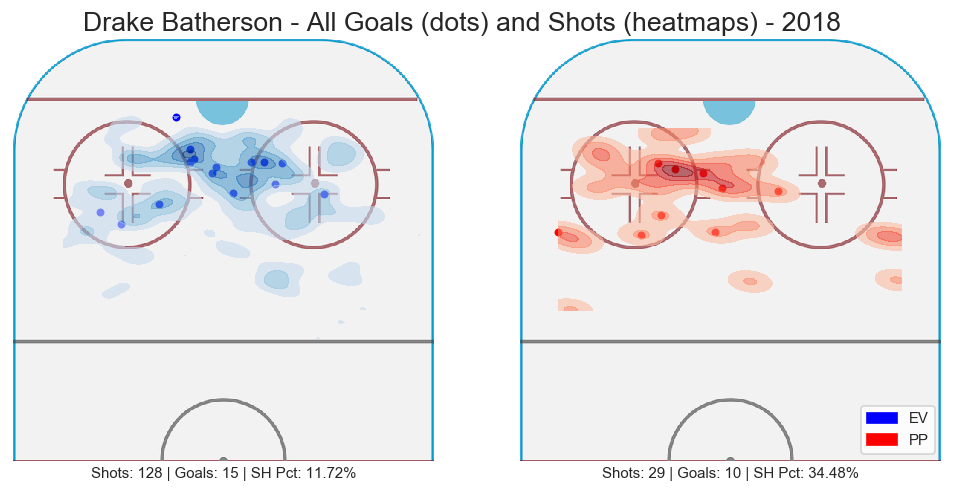 Drake Batherson - All Goals (dots) and Shots (heatmaps) - 2018
EV
PP
Shots: 128 | Goals: 15 | SH Pct: 11.72%
Shots: 29 | Goals: 10 | SH Pct: 34.48%